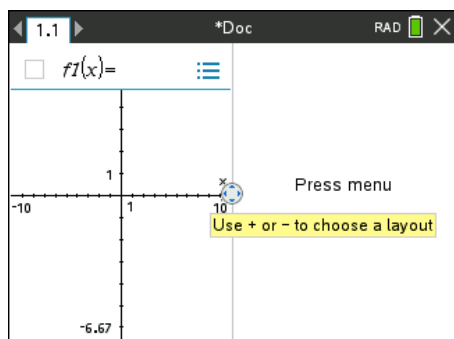 1.1
*Doc
RAD
f1(x)=
1
x
-10
1
10
Press menu
Use + or - to choose a layout
-6.67